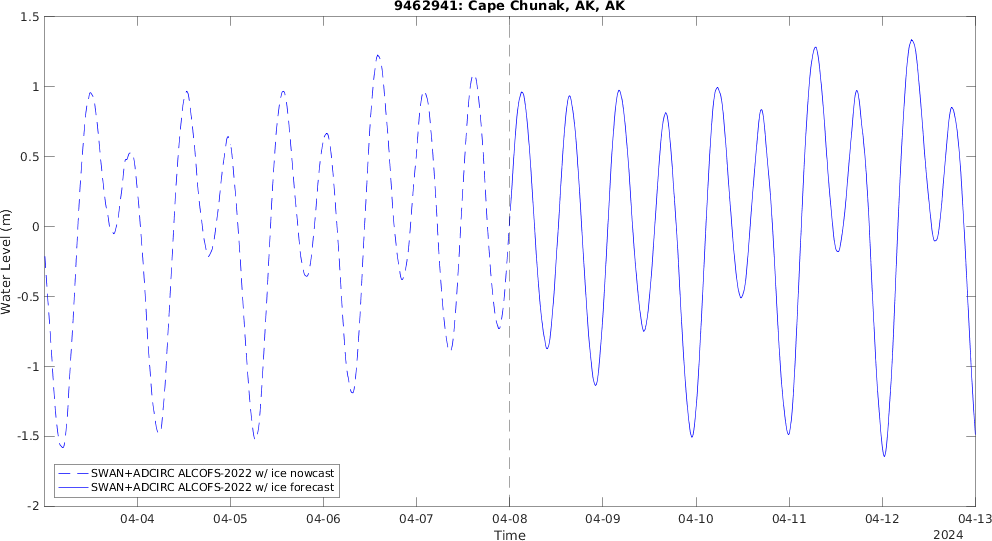 9462941: Cape Chunak, AK, AK
Water Level (m)
1.5
1
0.5
0
-0.5
-1
-1.5
-2
SWAN+ADCIRC ALCOFS-2022 w/ ice nowcast
SWAN+ADCIRC ALCOFS-2022 w/ ice forecast
04-04 04-05 04-06 04-07 04-08 04-09 04-10 04-11 04-12 04-13
Time
2024